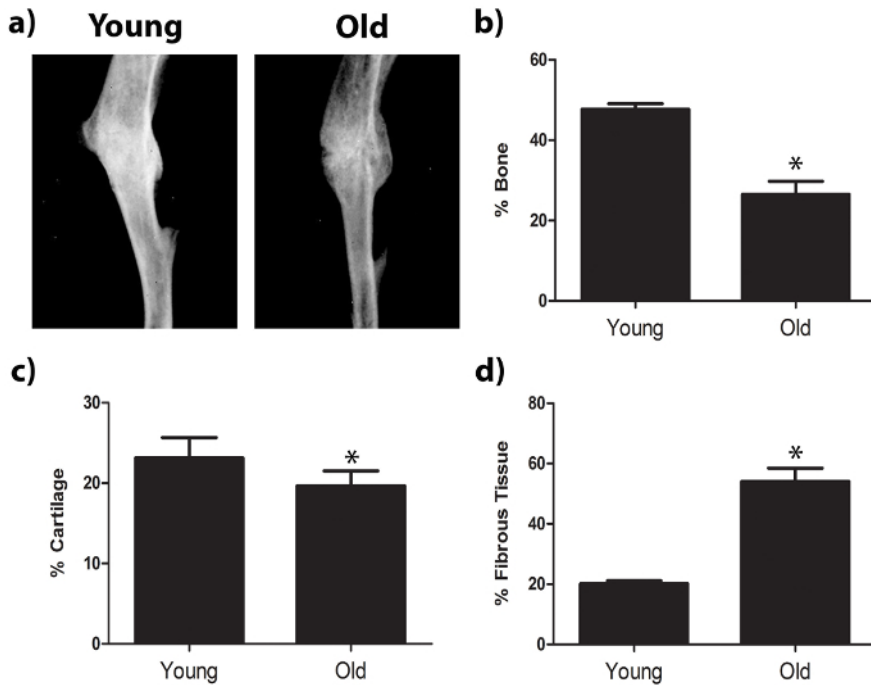 a) Young Old
b)
% Bone
60
40
20
0
*
Young Old
c)
% Cartilage
30
20
10
0
*
Young Old
d)
% Fibrous Tissue
80
60
40
20
0
*
Young Old